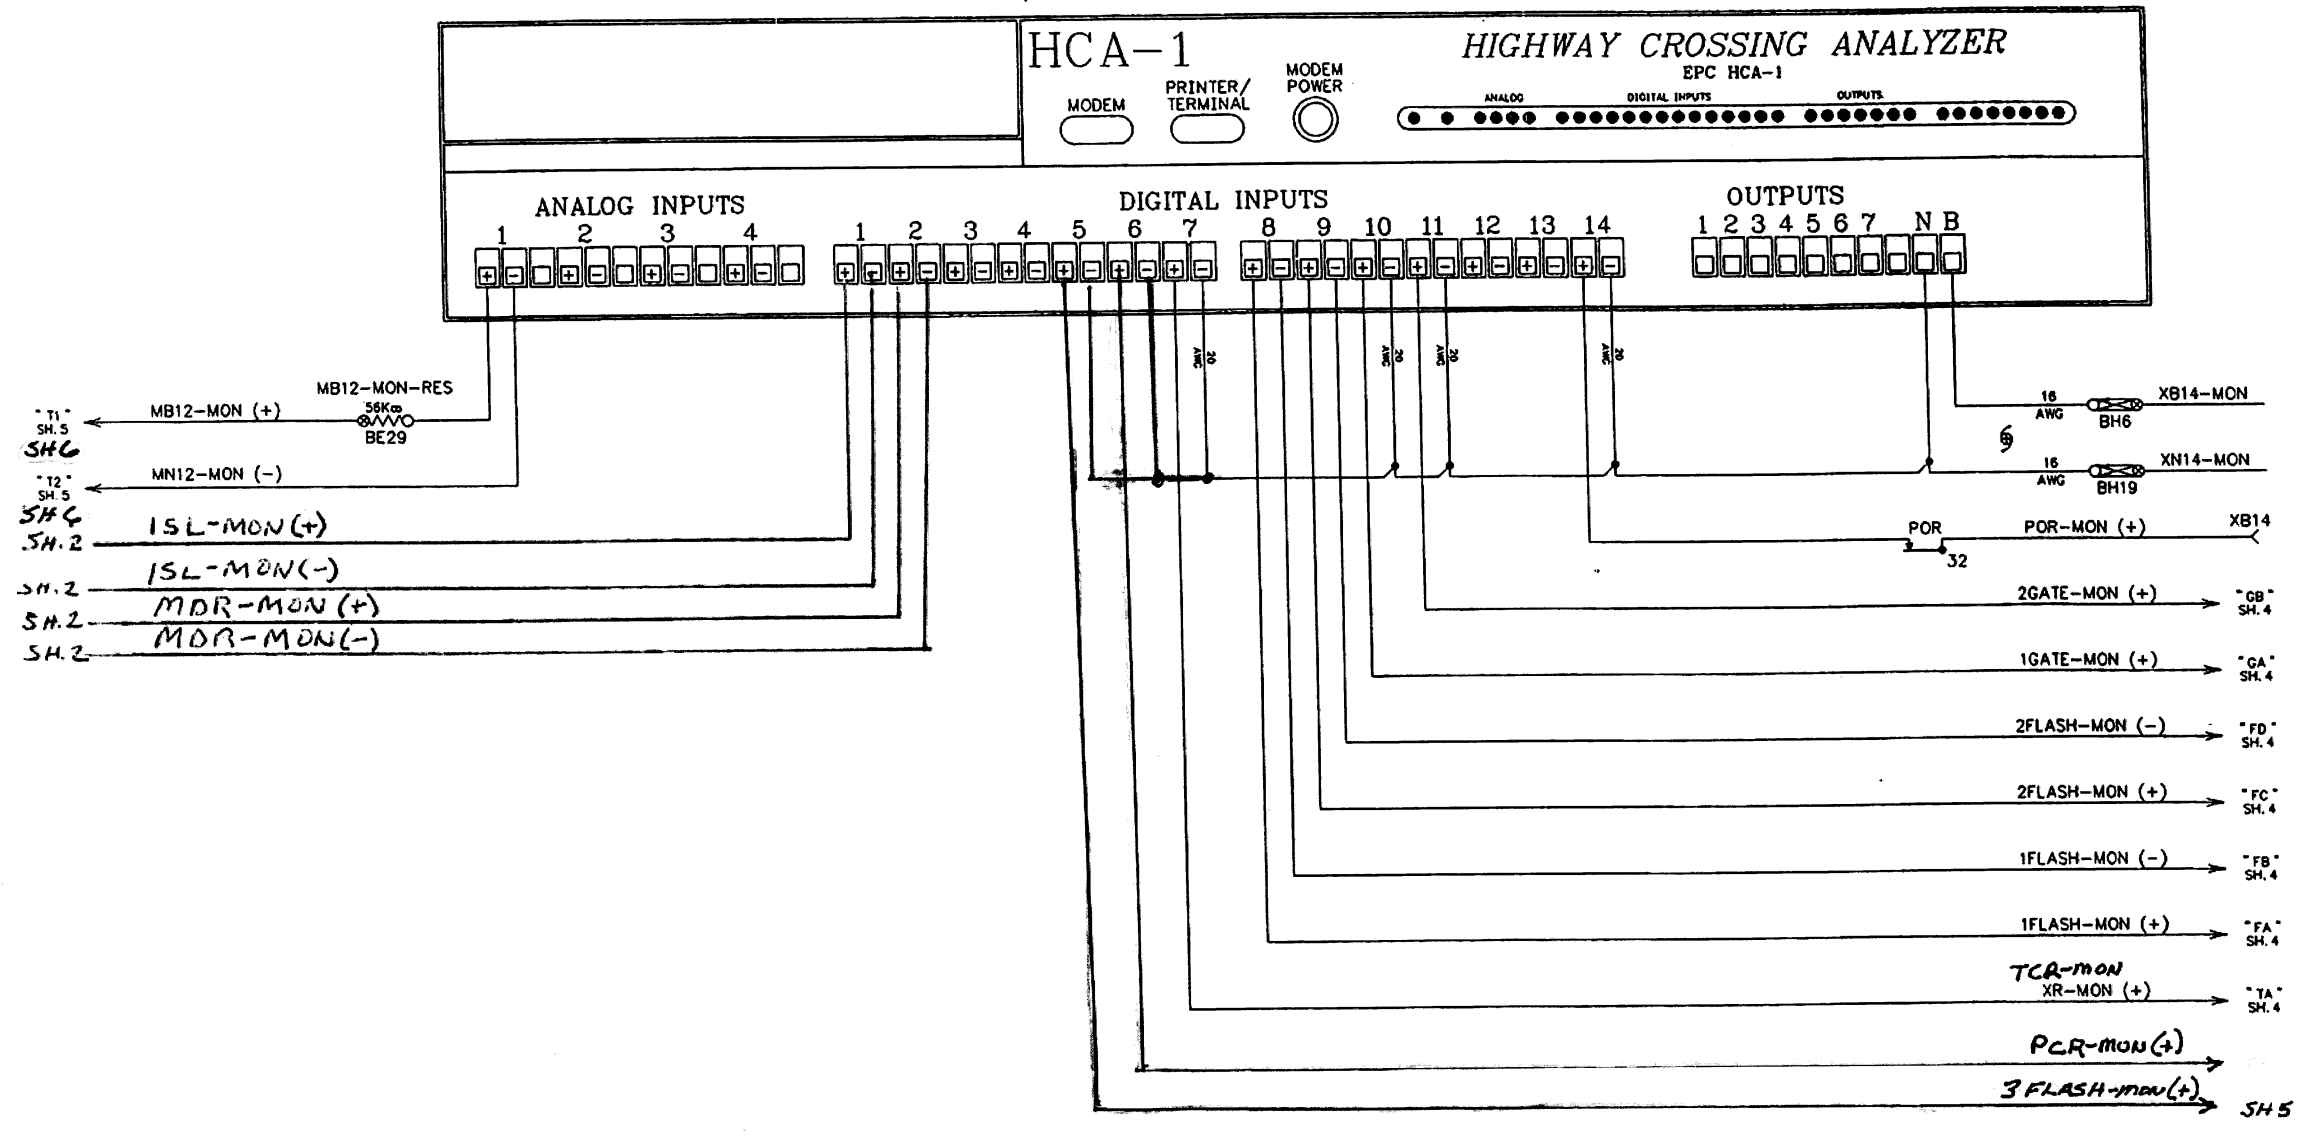 HCA-1
HIGHWAY CROSSING ANALYZER
EPC HCA-1
MODEM
PRINTER/
TERMINAL
MODEM
POWER
ANALOG
DIGITAL INPUTS
OUTPUTS
ANALOG INPUTS
1 2 3 4
+ - + - + - + -
DIGITAL INPUTS
1 2 3 4 5 6 7 8 9 10 11 12 13 14
+ - + - + - + - + - + - + - + - + - + - + - + - + - + -
OUTPUTS
1 2 3 4 5 6 7 N B
20 AWG
20 AWG
20 AWG
20 AWG
MB12-MON-RES
56K
BE29
"T1"
SH.5
SH6
MB12-MON (+)
"T2"
SH.5
SH6
MN12-MON (-)
SH.2 1SL-MON(+)
SH.2 1SL-MON(-)
SH.2 MDR-MON (+)
SH.2 MDR-MON(-)
16
AWG
BH6
XB14-MON
16
AWG
BH19
XN14-MON
POR
32
POR-MON (+)
XB14
2GATE-MON (+)
"GB"
SH.4
1GATE-MON (+)
"GA"
SH.4
2FLASH-MON (-)
"FD"
SH.4
2FLASH-MON (+)
"FC"
SH.4
1FLASH-MON (-)
"FB"
SH.4
1FLASH-MON (+)
"FA"
SH.4
TCR-MON
XR-MON (+)
"TA"
SH.4
PCR-MON(+)
3FLASH-MON(+)
SH5